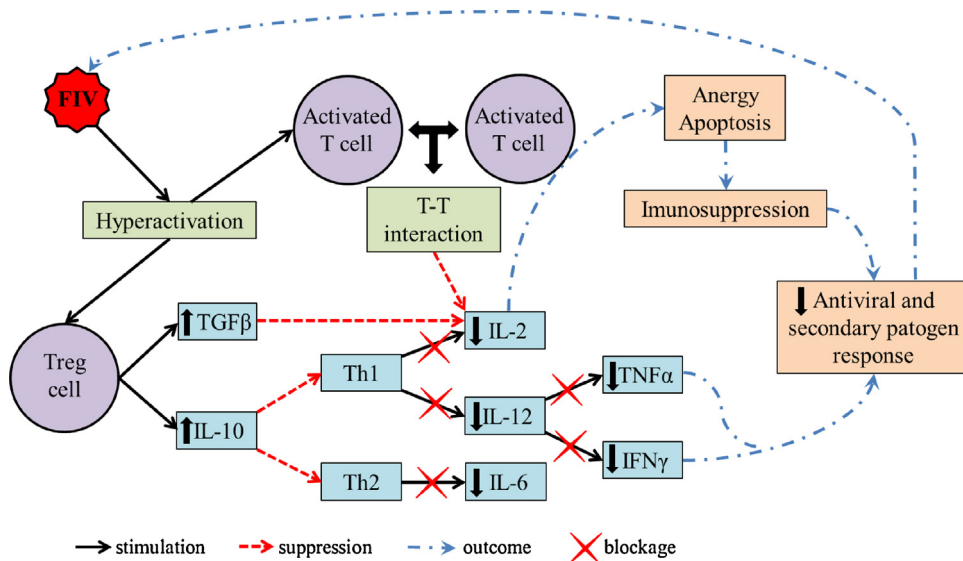 FIV
Activated
T cell
Activated
T cell
Anergy
Apoptosis
Hyperactivation
T-T
interaction
Imunosuppression
Antiviral and
secondary patogen
response
TGFβ
IL-2
Treg
cell
Th1
TNFα
IL-10
IL-12
IFNγ
Th2
IL-6
stimulation
suppression
outcome
blockage